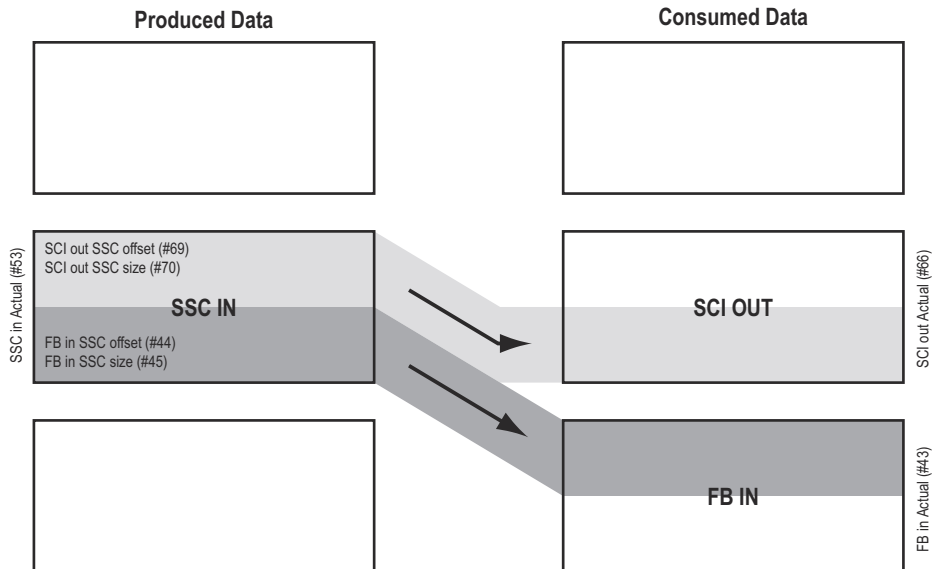 Produced Data
Consumed Data
SSC in Actual (#53)
SCI out SSC offset (#69)
SCI out SSC size (#70)
SSC IN
FB in SSC offset (#44)
FB in SSC size (#45)
SCI OUT
SCI out Actual (#66)
FB IN
FB in Actual (#43)